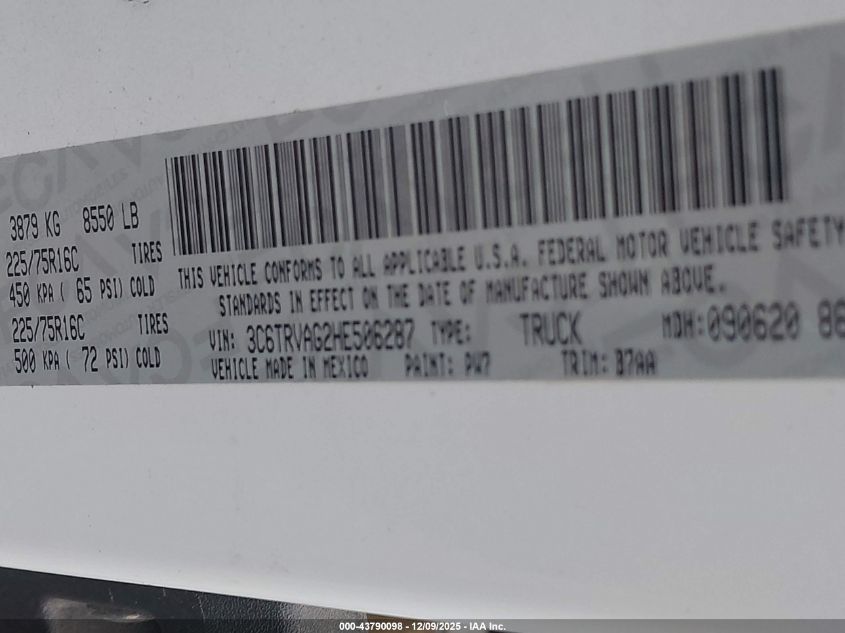 3879 KG 8550 LB
225/75R16C TIRES
450 KPA ( 65 PSI) COLD
225/75R16C TIRES
500 KPA ( 72 PSI) COLD
THIS VEHICLE CONFORMS TO ALL APPLICABLE U.S.A. FEDERAL MOTOR VEHICLE SAFETY
STANDARDS IN EFFECT ON THE DATE OF MANUFACTURE SHOWN ABOVE.
VIN: 3C6TRVAG2HE506287 TYPE: TRUCK MDH: 090620 86
VEHICLE MADE IN MEXICO PAINT: PW7 TRIM: B7AA
000-43790098 - 12/09/2025 - IAA Inc.